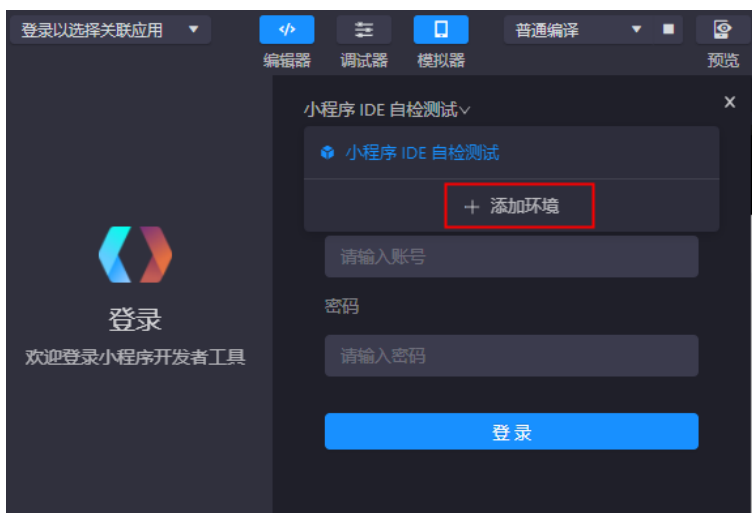 登录以选择关联应用
普通编译
编辑器 调试器 模拟器 预览
小程序 IDE 自检测试
小程序 IDE 自检测试
添加环境
请输入账号
密码
请输入密码
登录
登录
欢迎登录小程序开发者工具